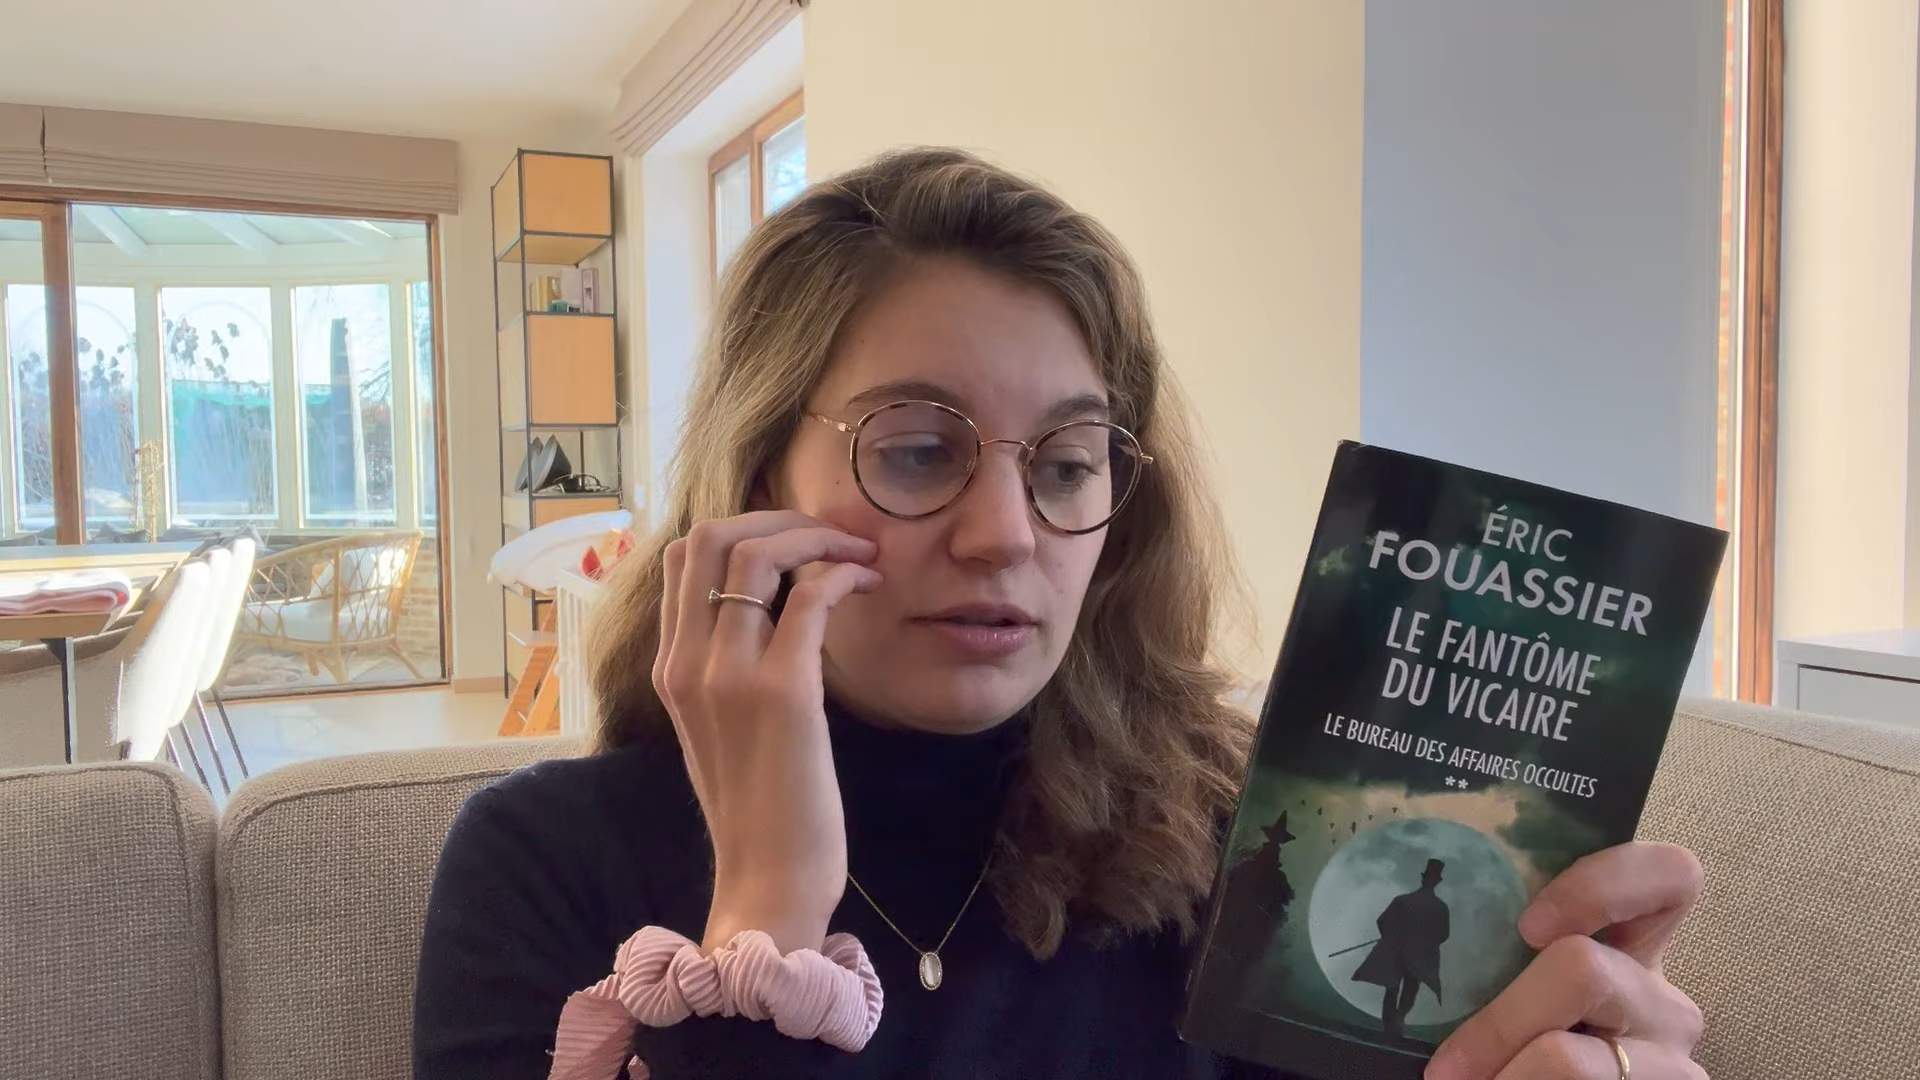 ÉRIC
FOUASSIER
LE FANTÔME
DU VICAIRE
LE BUREAU DES AFFAIRES OCCULTES
**